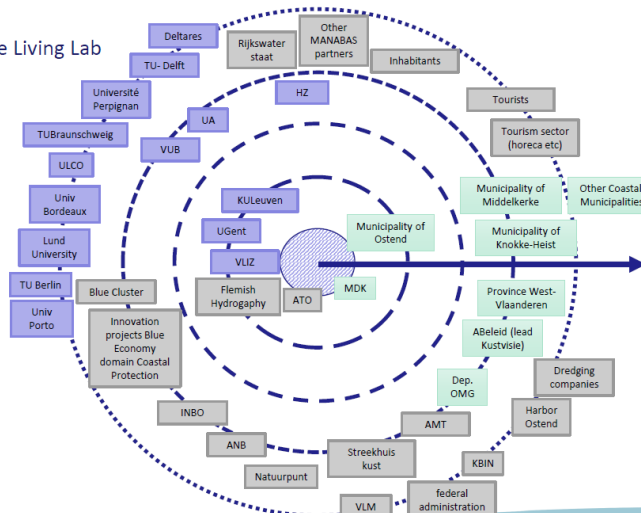 e Living Lab
Deltares
TU- Delft
Université
Perpignan
TUBraunschweig
ULCO
Univ
Bordeaux
Lund
University
TU Berlin
Univ
Porto
Rijkswater
staat
Other
MANABAS
partners
Inhabitants
HZ
UA
VUB
Tourists
Tourism sector
(horeca etc)
KULeuven
UGent
VLIZ
Flemish
Hydrogaphy
ATO
MDK
Municipality of
Ostend
Municipality of
Middelkerke
Other Coastal
Municipalities
Municipality of
Knokke-Heist
Province West-
Vlaanderen
ABeleid (lead
Kustvisie)
Dep.
OMG
Blue Cluster
Innovation
projects Blue
Economy
domain Coastal
Protection
INBO
ANB
Natuurpunt
Streekhuis
kust
AMT
VLM
KBIN
federal
administration
Dredging
companies
Harbor
Ostend